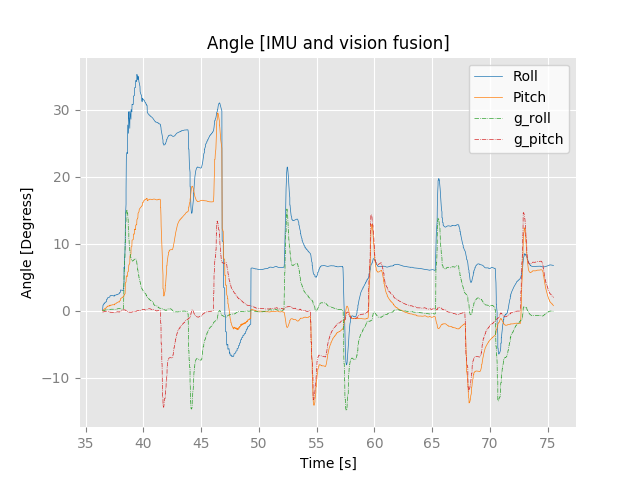 Angle [IMU and vision fusion]
Roll
Pitch
g_roll
g_pitch
Angle [Degress]
30
20
10
0
−10
35 40 45 50 55 60 65 70 75
Time [s]